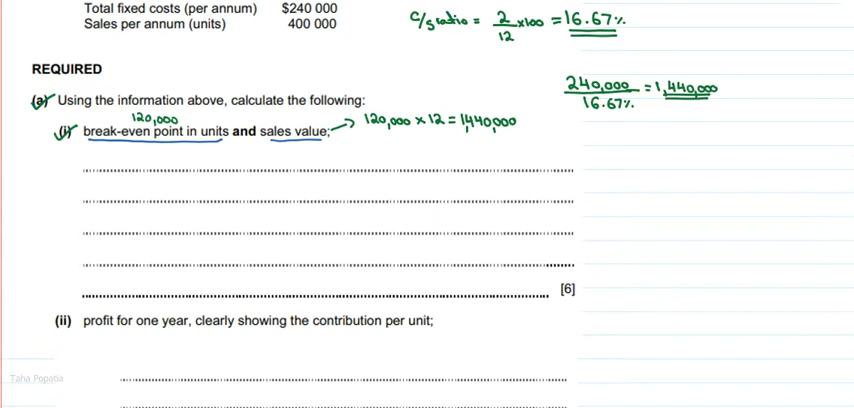 Total fixed costs (per annum) $240 000
Sales per annum (units) 400 000
C/S ratio = 2/12 x100 = 16.67%
REQUIRED
240,000/16.67% = 1,440,000
(a) Using the information above, calculate the following:
120,000
(i) break-even point in units and sales value; → 120,000 × 12 = 1,440,000
[6]
(ii) profit for one year, clearly showing the contribution per unit;
Taha Popatia